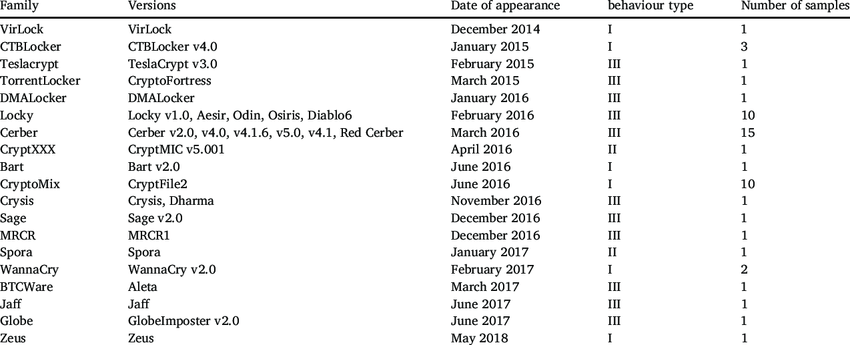 Family Versions Date of appearance behaviour type Number of samples
VirLock VirLock December 2014 I 1
CTBLocker CTBLocker v4.0 January 2015 I 3
Teslacrypt TeslaCrypt v3.0 February 2015 III 1
TorrentLocker CryptoFortress March 2015 III 1
DMALocker DMALocker January 2016 III 1
Locky Locky v1.0, Aesir, Odin, Osiris, Diablo6 February 2016 III 10
Cerber Cerber v2.0, v4.0, v4.1.6, v5.0, v4.1, Red Cerber March 2016 III 15
CryptXXX CryptMIC v5.001 April 2016 II 1
Bart Bart v2.0 June 2016 I 1
CryptoMix CryptFile2 June 2016 I 10
Crysis Crysis, Dharma November 2016 III 1
Sage Sage v2.0 December 2016 III 1
MRCR MRCR1 December 2016 III 1
Spora Spora January 2017 II 1
WannaCry WannaCry v2.0 February 2017 I 2
BTCWare Aleta March 2017 III 1
Jaff Jaff June 2017 III 1
Globe GlobeImposter v2.0 June 2017 III 1
Zeus Zeus May 2018 I 1